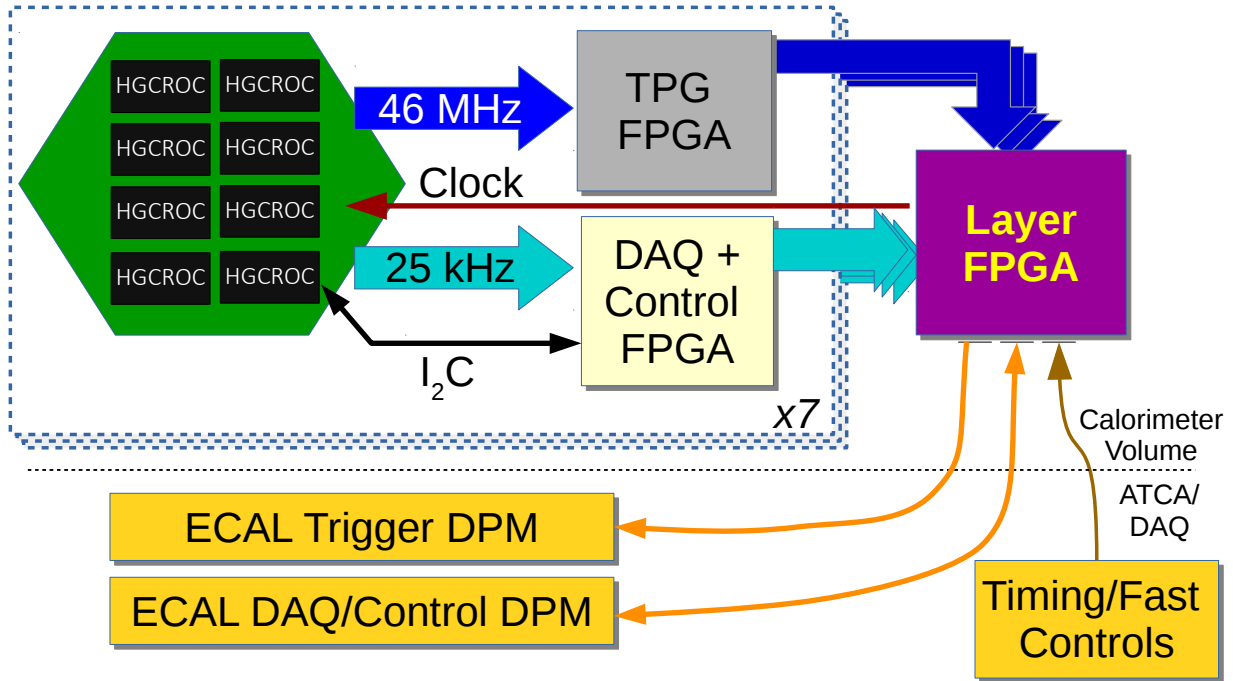 HGCROC HGCROC
HGCROC HGCROC
HGCROC HGCROC
HGCROC HGCROC
46 MHz
TPG
FPGA
Clock
25 kHz
DAQ +
Control
FPGA
I₂C
x7
Layer
FPGA
Calorimeter
Volume
ATCA/
DAQ
ECAL Trigger DPM
ECAL DAQ/Control DPM
Timing/Fast
Controls